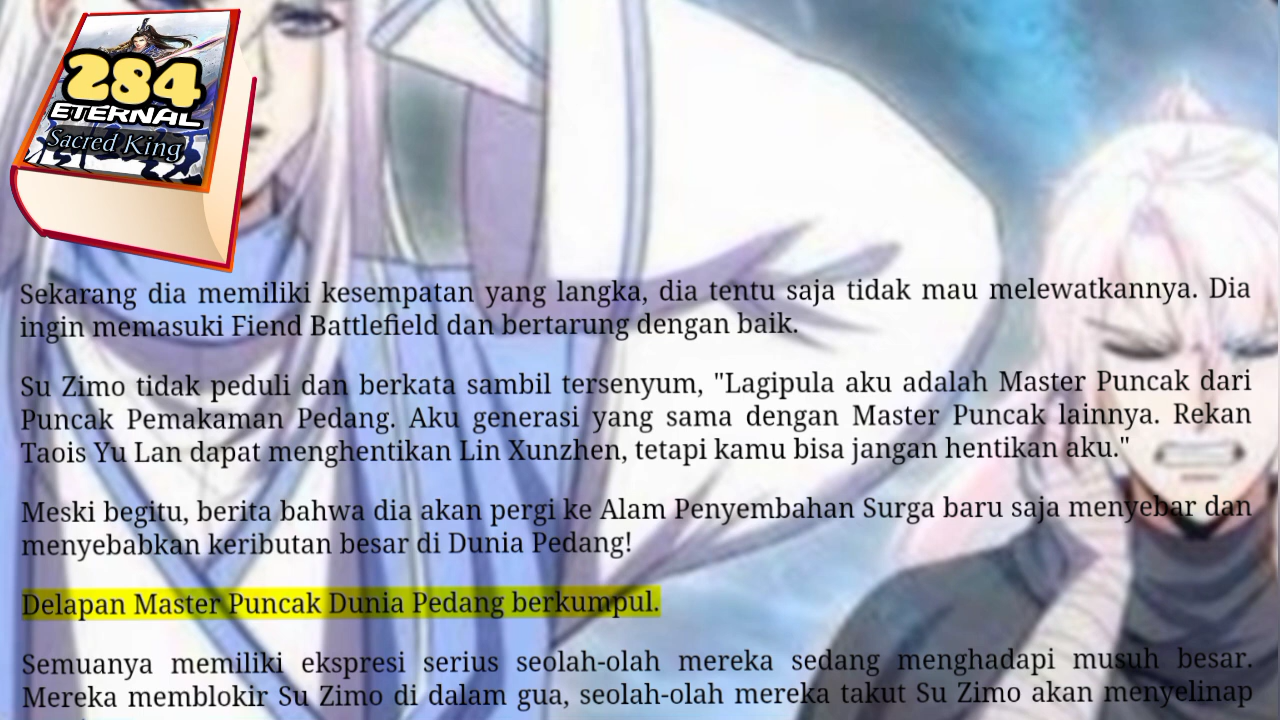 284
ETERNAL
Sacred King
Sekarang dia memiliki kesempatan yang langka, dia tentu saja tidak mau melewatkannya. Dia
ingin memasuki Fiend Battlefield dan bertarung dengan baik.
Su Zimo tidak peduli dan berkata sambil tersenyum, "Lagipula aku adalah Master Puncak dari
Puncak Pemakaman Pedang. Aku generasi yang sama dengan Master Puncak lainnya. Rekan
Taois Yu Lan dapat menghentikan Lin Xunzhen, tetapi kamu bisa jangan hentikan aku."
Meski begitu, berita bahwa dia akan pergi ke Alam Penyembahan Surga baru saja menyebar dan
menyebabkan keributan besar di Dunia Pedang!
Delapan Master Puncak Dunia Pedang berkumpul.
Semuanya memiliki ekspresi serius seolah-olah mereka sedang menghadapi musuh besar.
Mereka memblokir Su Zimo di dalam gua, seolah-olah mereka takut Su Zimo akan menyelinap